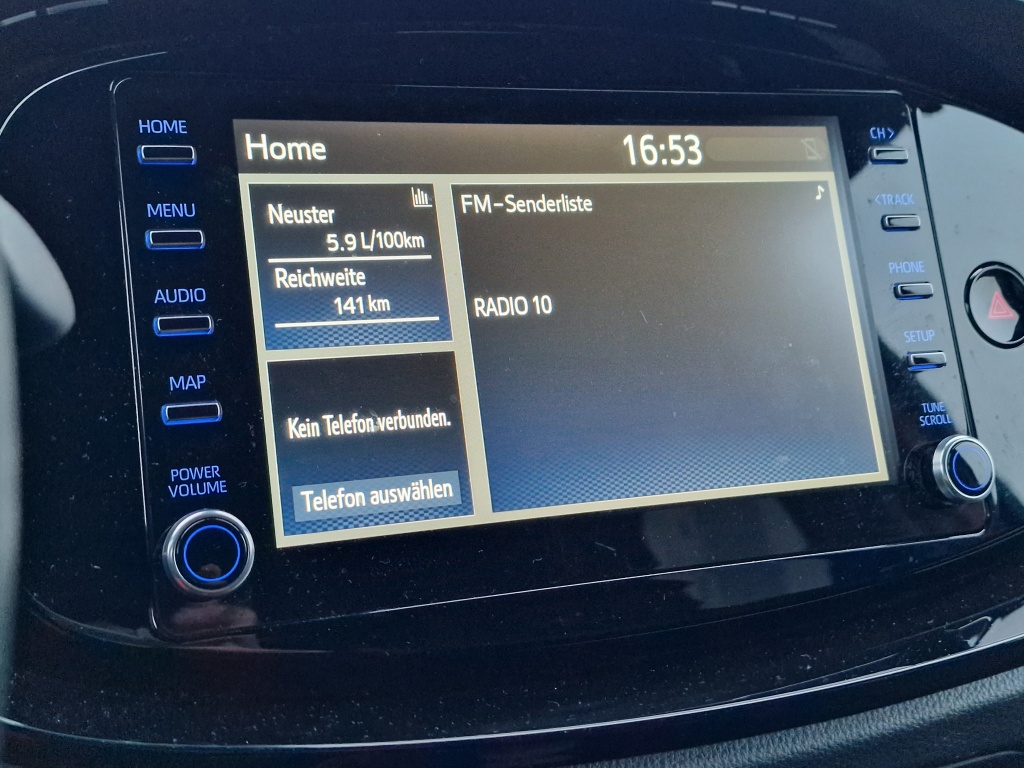 HOME
MENU
AUDIO
MAP
POWER
VOLUME
Home
16:53
Neuster
5.9 L/100km
Reichweite
141 km
Kein Telefon verbunden.
Telefon auswählen
FM-Senderliste
RADIO 10
CH >
< TRACK
PHONE
SETUP
TUNE
SCROLL